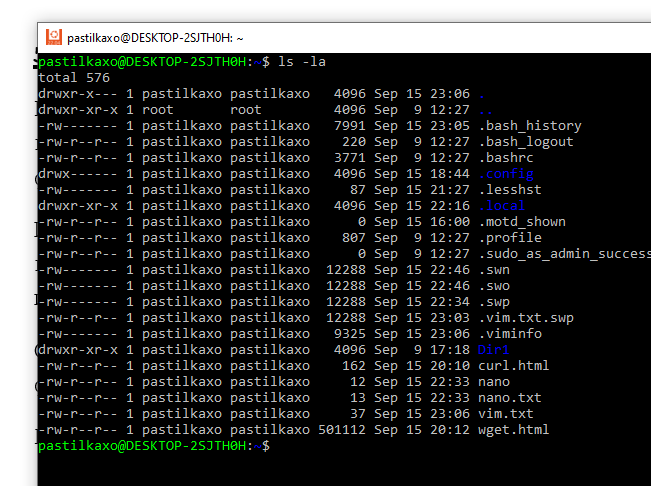 pastilkaxo@DESKTOP-2SJTH0H: ~
pastilkaxo@DESKTOP-2SJTH0H:~$ ls -la
total 576
drwxr-x--- 1 pastilkaxo pastilkaxo   4096 Sep 15 23:06 .
drwxr-xr-x 1 root       root         4096 Sep  9 12:27 ..
-rw------- 1 pastilkaxo pastilkaxo   7991 Sep 15 23:05 .bash_history
-rw-r--r-- 1 pastilkaxo pastilkaxo    220 Sep  9 12:27 .bash_logout
-rw-r--r-- 1 pastilkaxo pastilkaxo   3771 Sep  9 12:27 .bashrc
drwx------ 1 pastilkaxo pastilkaxo   4096 Sep 15 18:44 .config
-rw------- 1 pastilkaxo pastilkaxo     87 Sep 15 21:27 .lesshst
drwxr-xr-x 1 pastilkaxo pastilkaxo   4096 Sep 15 22:16 .local
-rw-r--r-- 1 pastilkaxo pastilkaxo      0 Sep 15 16:00 .motd_shown
-rw-r--r-- 1 pastilkaxo pastilkaxo    807 Sep  9 12:27 .profile
-rw-r--r-- 1 pastilkaxo pastilkaxo      0 Sep  9 12:27 .sudo_as_admin_success
-rw------- 1 pastilkaxo pastilkaxo  12288 Sep 15 22:46 .swn
-rw------- 1 pastilkaxo pastilkaxo  12288 Sep 15 22:46 .swo
-rw------- 1 pastilkaxo pastilkaxo  12288 Sep 15 22:34 .swp
-rw-r--r-- 1 pastilkaxo pastilkaxo  12288 Sep 15 23:03 .vim.txt.swp
-rw------- 1 pastilkaxo pastilkaxo   9325 Sep 15 23:06 .viminfo
drwxr-xr-x 1 pastilkaxo pastilkaxo   4096 Sep  9 17:18 Dir1
-rw-r--r-- 1 pastilkaxo pastilkaxo    162 Sep 15 20:10 curl.html
-rw-r--r-- 1 pastilkaxo pastilkaxo     12 Sep 15 22:33 nano
-rw-r--r-- 1 pastilkaxo pastilkaxo     13 Sep 15 22:33 nano.txt
-rw-r--r-- 1 pastilkaxo pastilkaxo     37 Sep 15 23:06 vim.txt
-rw-r--r-- 1 pastilkaxo pastilkaxo 501112 Sep 15 20:12 wget.html
pastilkaxo@DESKTOP-2SJTH0H:~$